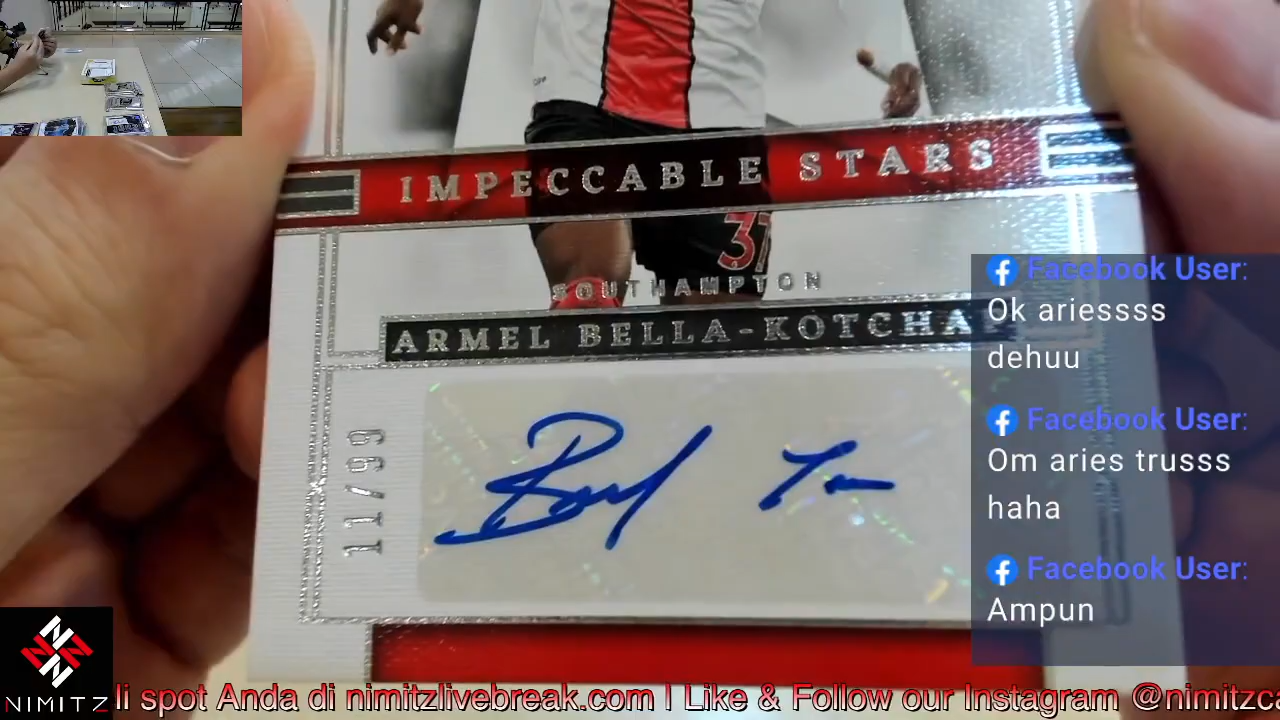 IMPECCABLE STARS
37
SOUTHAMPTON
ARMEL BELLA-KOTCHAP
11/99
Facebook User:
Ok ariessss
dehuu
Facebook User:
Om aries trusss
haha
Facebook User:
Ampun
NIMITZ
li spot Anda di nimitzlivebreak.com | Like & Follow our Instagram @nimitzca